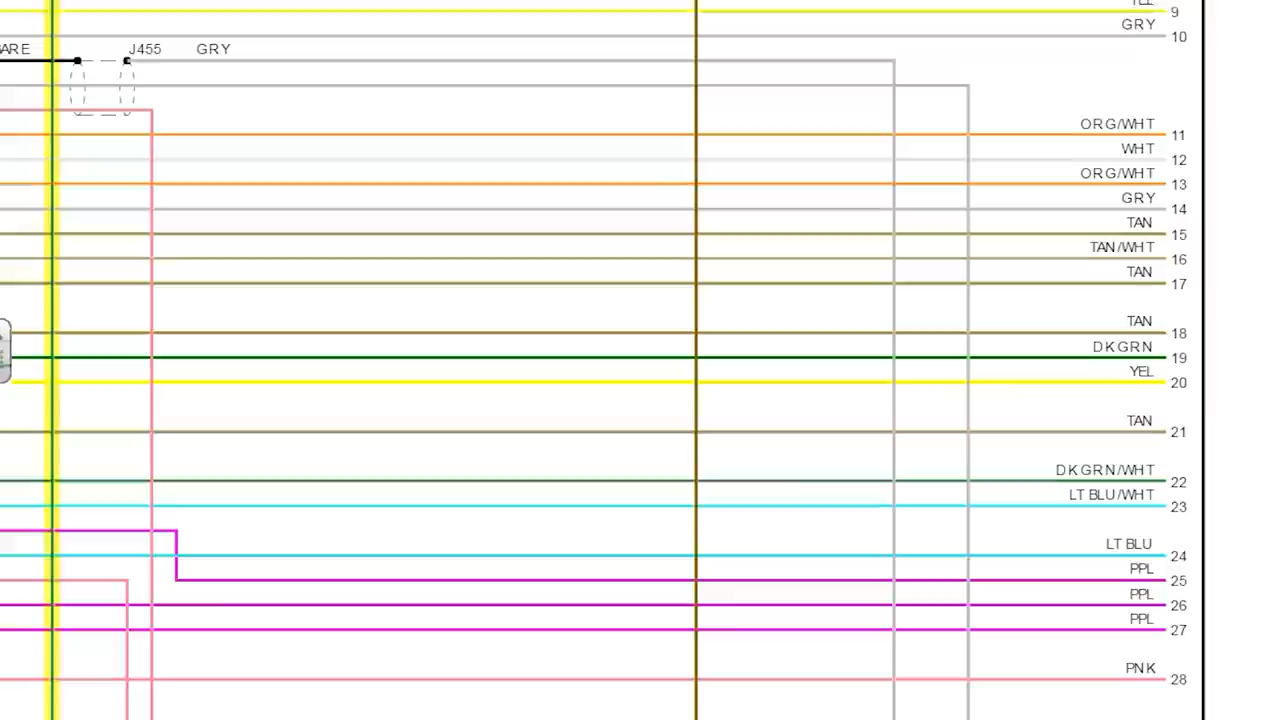 9
GRY 10
ARE J455 GRY
ORG/WHT 11
WHT 12
ORG/WHT 13
GRY 14
TAN 15
TAN/WHT 16
TAN 17
TAN 18
DK GRN 19
YEL 20
TAN 21
DK GRN/WHT 22
LT BLU/WHT 23
LT BLU 24
PPL 25
PPL 26
PPL 27
PNK 28